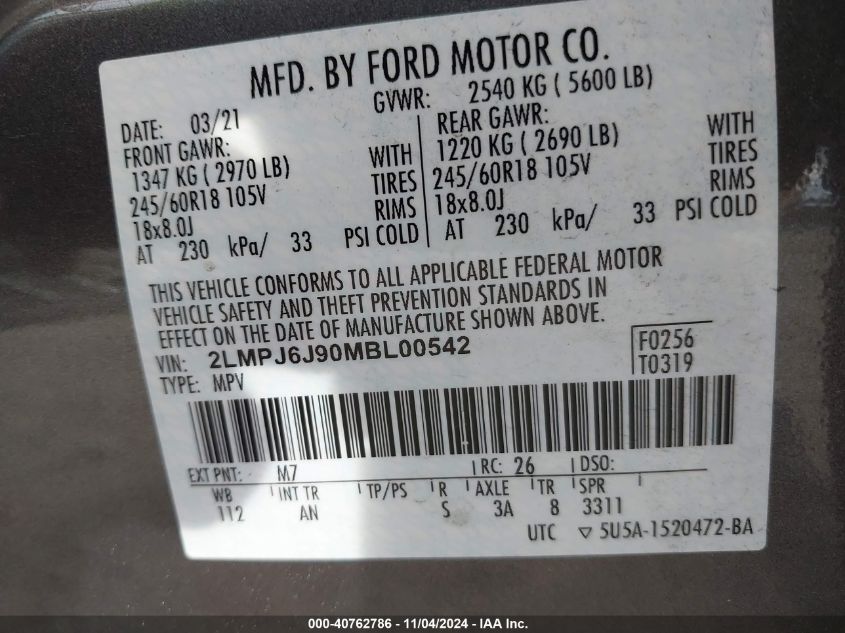 MFD. BY FORD MOTOR CO.
DATE: 03/21 GVWR: 2540 KG ( 5600 LB)
FRONT GAWR: REAR GAWR:
1347 KG ( 2970 LB) WITH 1220 KG ( 2690 LB) WITH
245/60R18 105V TIRES 245/60R18 105V TIRES
18x8.0J RIMS 18x8.0J RIMS
AT 230 kPa/ 33 PSI COLD AT 230 kPa/ 33 PSI COLD
THIS VEHICLE CONFORMS TO ALL APPLICABLE FEDERAL MOTOR
VEHICLE SAFETY AND THEFT PREVENTION STANDARDS IN
EFFECT ON THE DATE OF MANUFACTURE SHOWN ABOVE.
VIN: 2LMPJ6J90MBL00542 F0256
TYPE: MPV T0319
EXT PNT: M7 RC: 26 DSO:
WB INT TR TP/PS R AXLE TR SPR
112 AN S 3A 8 3311
UTC ▽ 5U5A-1520472-BA
000-40762786 - 11/04/2024 - IAA Inc.